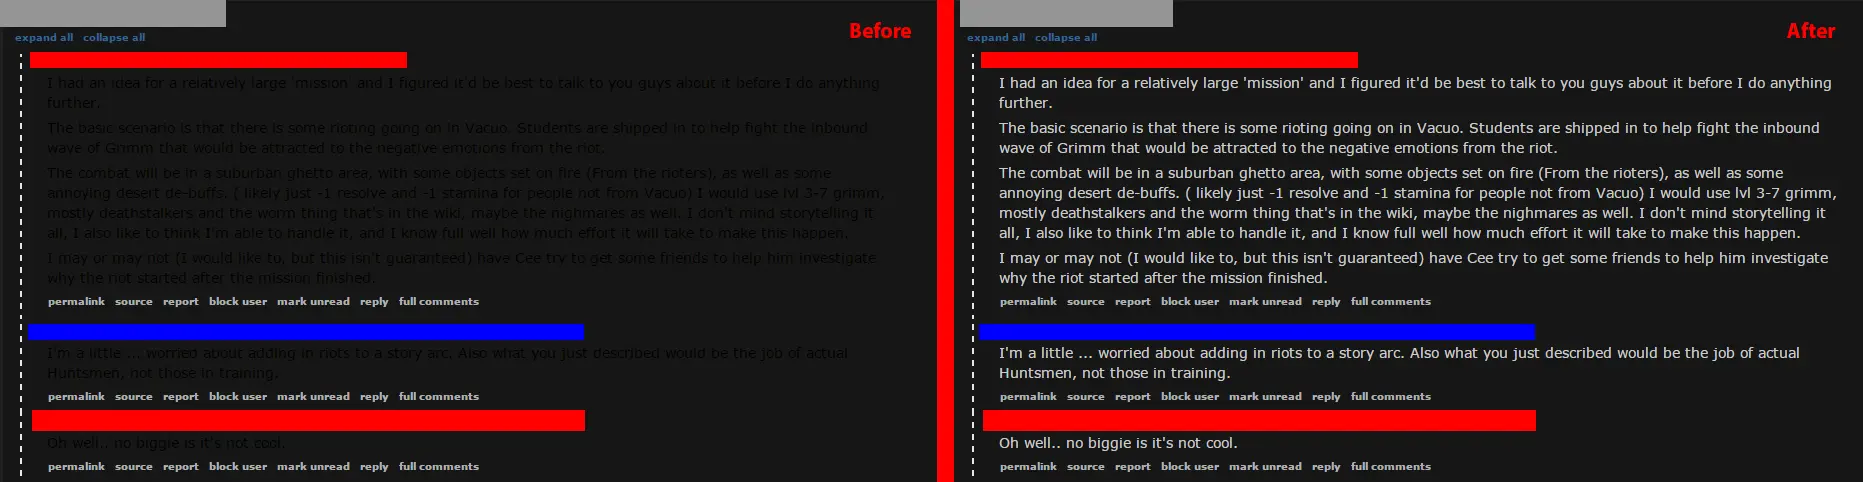 Before
expand all collapse all
I had an idea for a relatively large 'mission' and I figured it'd be best to talk to you guys about it before I do anything
further.
The basic scenario is that there is some rioting going on in Vacuo. Students are shipped in to help fight the inbound
wave of Grimm that would be attracted to the negative emotions from the riot.
The combat will be in a suburban ghetto area, with some objects set on fire (From the rioters), as well as some
annoying desert de-buffs. ( likely just -1 resolve and -1 stamina for people not from Vacuo) I would use lvl 3-7 grimm,
mostly deathstalkers and the worm thing that's in the wiki, maybe the nighmares as well. I don't mind storytelling it
all, I also like to think I'm able to handle it, and I know full well how much effort it will take to make this happen.
I may or may not (I would like to, but this isn't guaranteed) have Cee try to get some friends to help him investigate
why the riot started after the mission finished.
permalink source report block user mark unread reply full comments
I'm a little ... worried about adding in riots to a story arc. Also what you just described would be the job of actual
Huntsmen, not those in training.
permalink source report block user mark unread reply full comments
Oh well.. no biggie is it's not cool.
permalink source report block user mark unread reply full comments
After
expand all collapse all
I had an idea for a relatively large 'mission' and I figured it'd be best to talk to you guys about it before I do anything
further.
The basic scenario is that there is some rioting going on in Vacuo. Students are shipped in to help fight the inbound
wave of Grimm that would be attracted to the negative emotions from the riot.
The combat will be in a suburban ghetto area, with some objects set on fire (From the rioters), as well as some
annoying desert de-buffs. ( likely just -1 resolve and -1 stamina for people not from Vacuo) I would use lvl 3-7 grimm,
mostly deathstalkers and the worm thing that's in the wiki, maybe the nighmares as well. I don't mind storytelling it
all, I also like to think I'm able to handle it, and I know full well how much effort it will take to make this happen.
I may or may not (I would like to, but this isn't guaranteed) have Cee try to get some friends to help him investigate
why the riot started after the mission finished.
permalink source report block user mark unread reply full comments
I'm a little ... worried about adding in riots to a story arc. Also what you just described would be the job of actual
Huntsmen, not those in training.
permalink source report block user mark unread reply full comments
Oh well.. no biggie is it's not cool.
permalink source report block user mark unread reply full comments